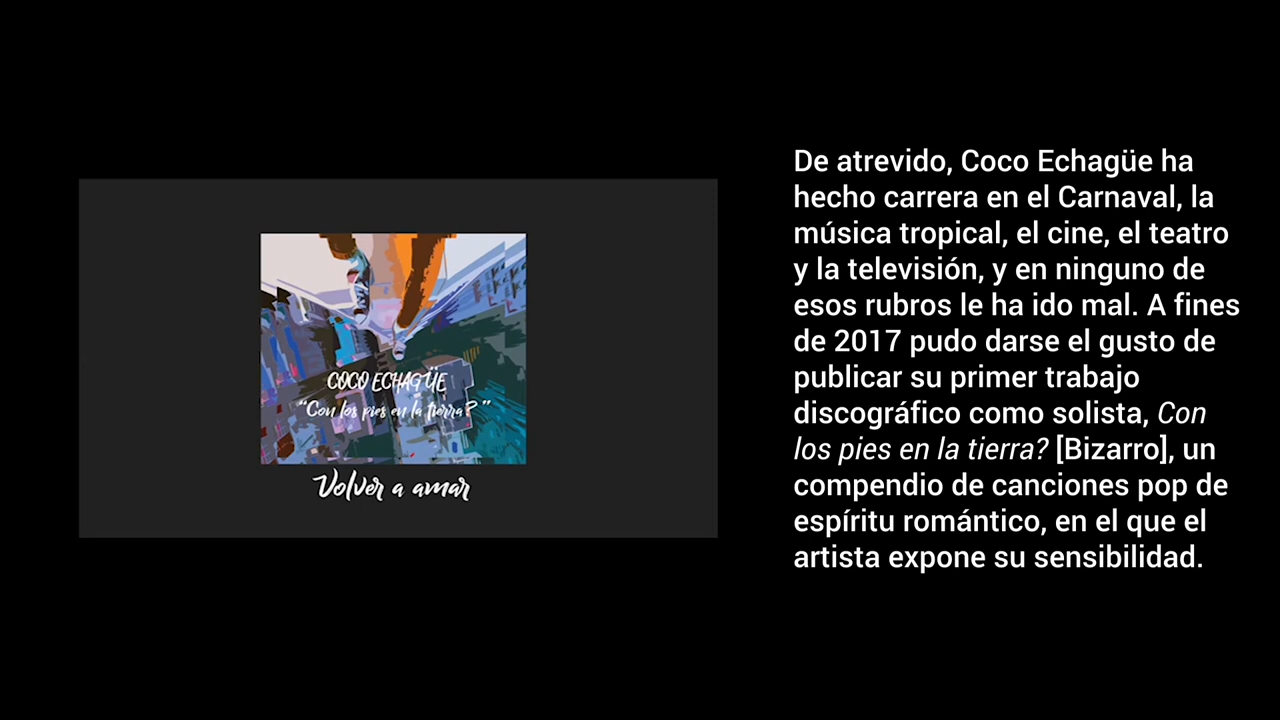 COCO ECHAGÜE
“Con los pies en la tierra?”
Volver a amar
De atrevido, Coco Echagüe ha
hecho carrera en el Carnaval, la
música tropical, el cine, el teatro
y la televisión, y en ninguno de
esos rubros le ha ido mal. A fines
de 2017 pudo darse el gusto de
publicar su primer trabajo
discográfico como solista, Con
los pies en la tierra? [Bizarro], un
compendio de canciones pop de
espíritu romántico, en el que el
artista expone su sensibilidad.